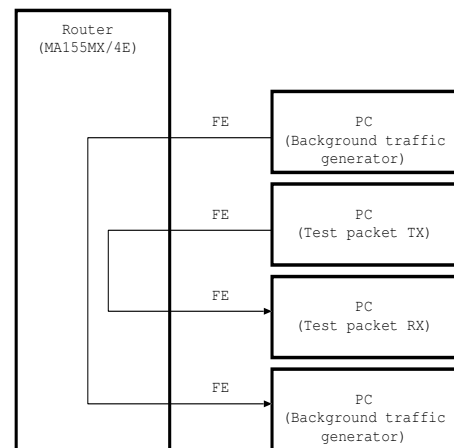 Router
(MA155MX/4E)
FE
PC
(Background traffic
generator)
FE
PC
(Test packet TX)
FE
PC
(Test packet RX)
FE
PC
(Background traffic
generator)